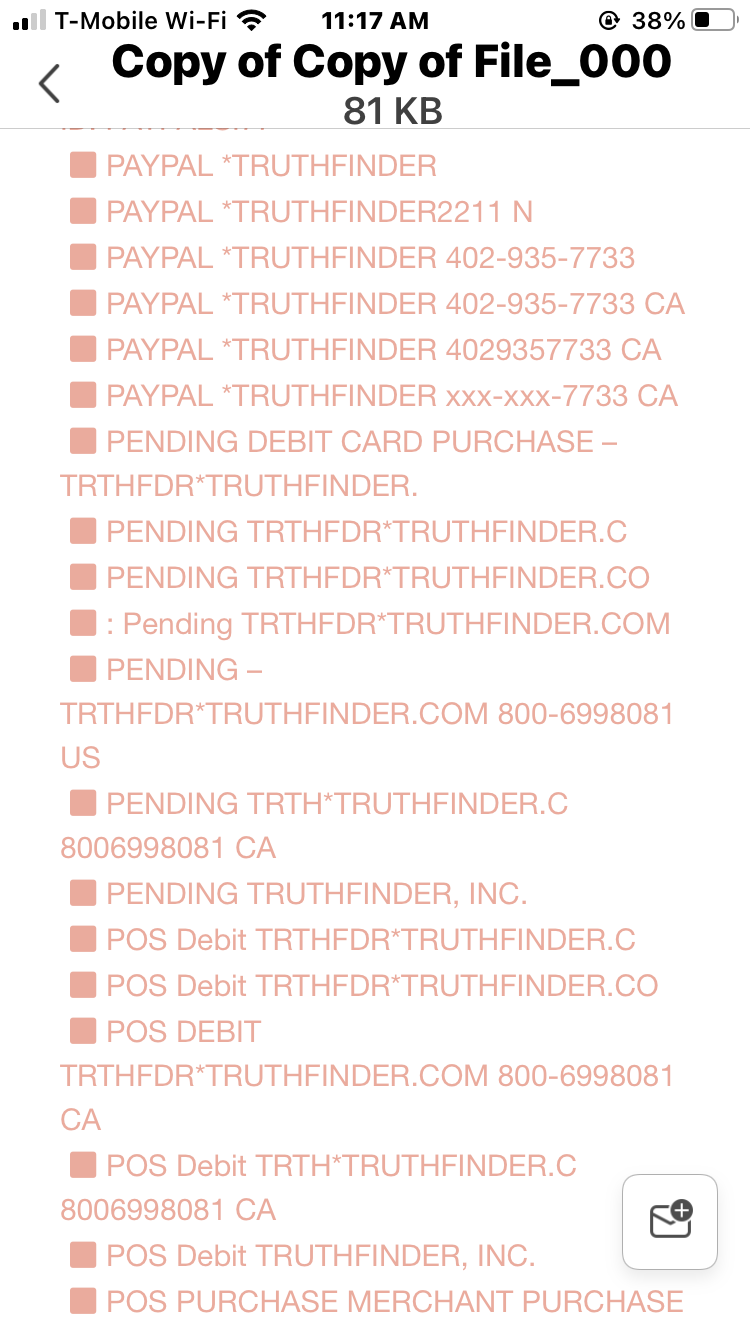 T-Mobile Wi-Fi 11:17 AM 38%
Copy of Copy of File_000
81 KB
PAYPAL *TRUTHFINDER
PAYPAL *TRUTHFINDER2211 N
PAYPAL *TRUTHFINDER 402-935-7733
PAYPAL *TRUTHFINDER 402-935-7733 CA
PAYPAL *TRUTHFINDER 4029357733 CA
PAYPAL *TRUTHFINDER xxx-xxx-7733 CA
PENDING DEBIT CARD PURCHASE –
TRTHFDR*TRUTHFINDER.
PENDING TRTHFDR*TRUTHFINDER.C
PENDING TRTHFDR*TRUTHFINDER.CO
: Pending TRTHFDR*TRUTHFINDER.COM
PENDING –
TRTHFDR*TRUTHFINDER.COM 800-6998081
US
PENDING TRTH*TRUTHFINDER.C
8006998081 CA
PENDING TRUTHFINDER, INC.
POS Debit TRTHFDR*TRUTHFINDER.C
POS Debit TRTHFDR*TRUTHFINDER.CO
POS DEBIT
TRTHFDR*TRUTHFINDER.COM 800-6998081
CA
POS Debit TRTH*TRUTHFINDER.C
8006998081 CA
POS Debit TRUTHFINDER, INC.
POS PURCHASE MERCHANT PURCHASE